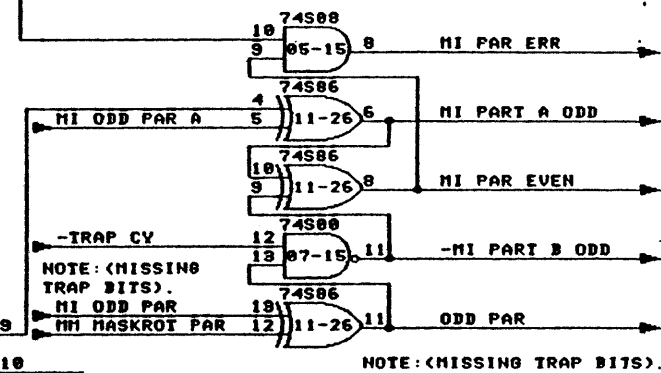 74S08
10 8 MI PAR ERR
9 05-15
74S86
4 6 MI PART A ODD
MI ODD PAR A 5 11-26
74S86
10 8 MI PAR EVEN
9 11-26
74S00
-TRAP CY 12 11 -MI PART B ODD
13 07-15
NOTE:(MISSING
TRAP BITS).
74S86
MI ODD PAR 13 11 ODD PAR
9 MM MASKROT PAR 12 11-26
10 NOTE:(MISSING TRAP BITS).